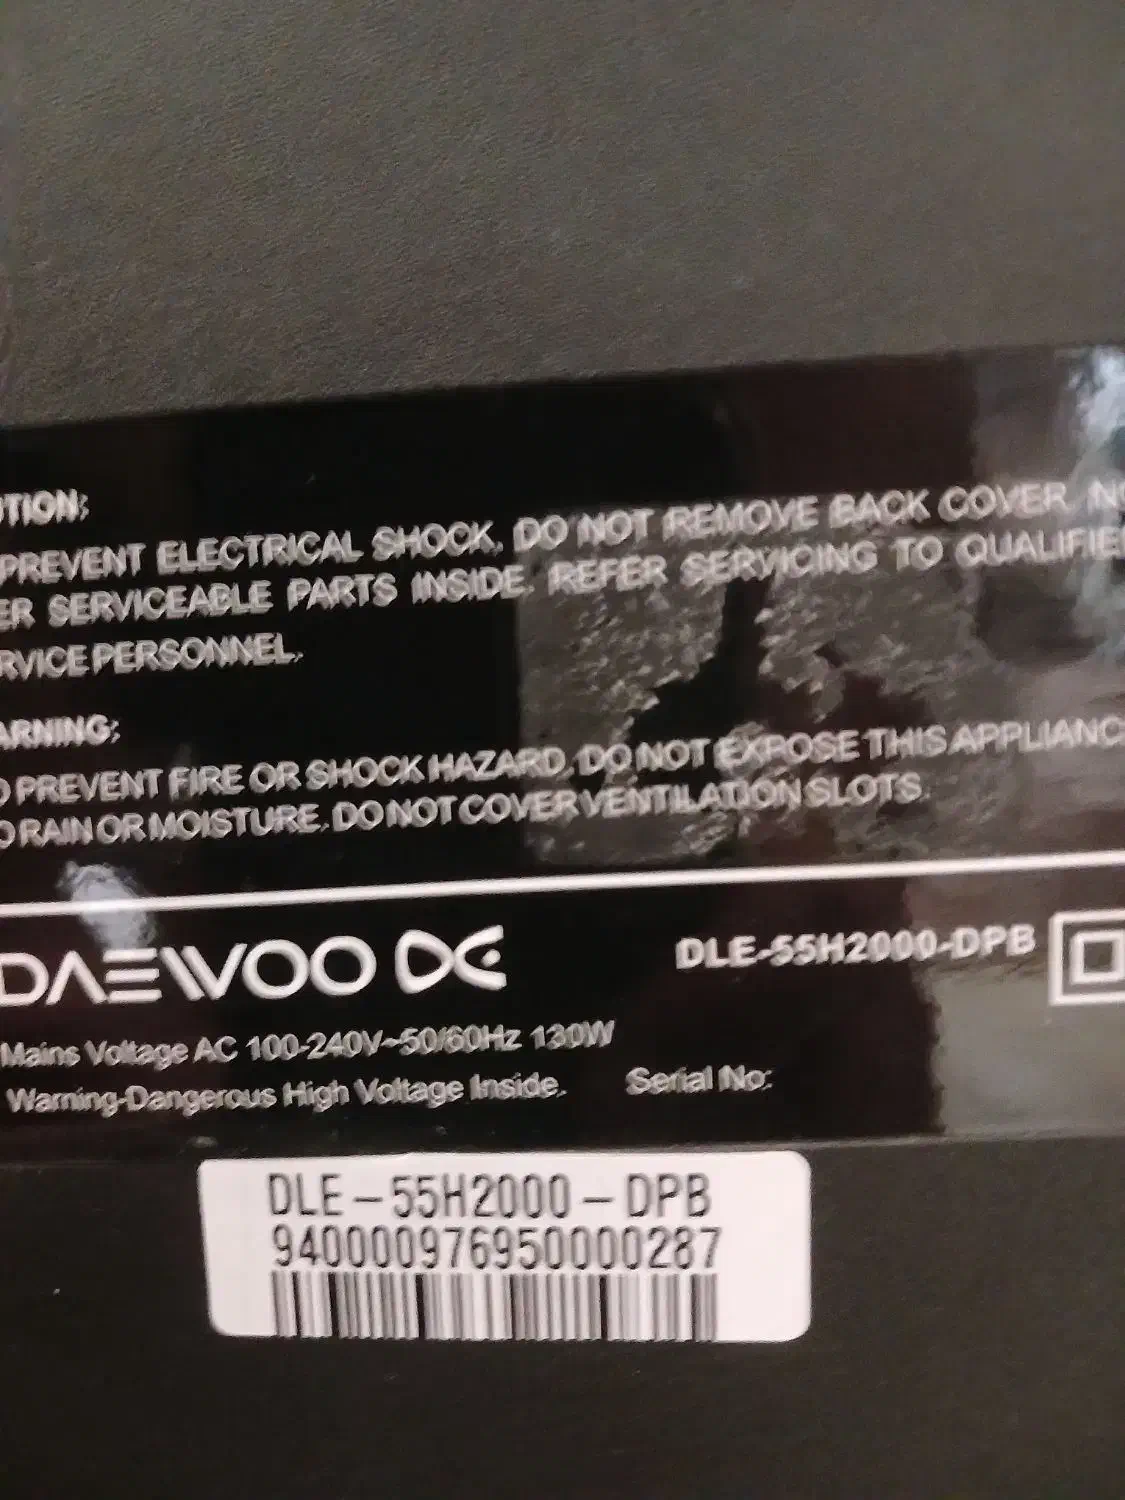 OTION:
PREVENT ELECTRICAL SHOCK, DO NOT REMOVE BACK COVER. NO
ER SERVICEABLE PARTS INSIDE. REFER SERVICING TO QUALIFIE
RVICE PERSONNEL.
ARNING:
O PREVENT FIRE OR SHOCK HAZARD, DO NOT EXPOSE THIS APPLIANC
O RAIN OR MOISTURE. DO NOT COVER VENTILATION SLOTS.
DAEWOO DE
DLE-55H2000-DPB
Mains Voltage AC 100-240V~50/60Hz 130W
Warning-Dangerous High Voltage Inside. Serial No:
DLE-55H2000-DPB
940000976950000287